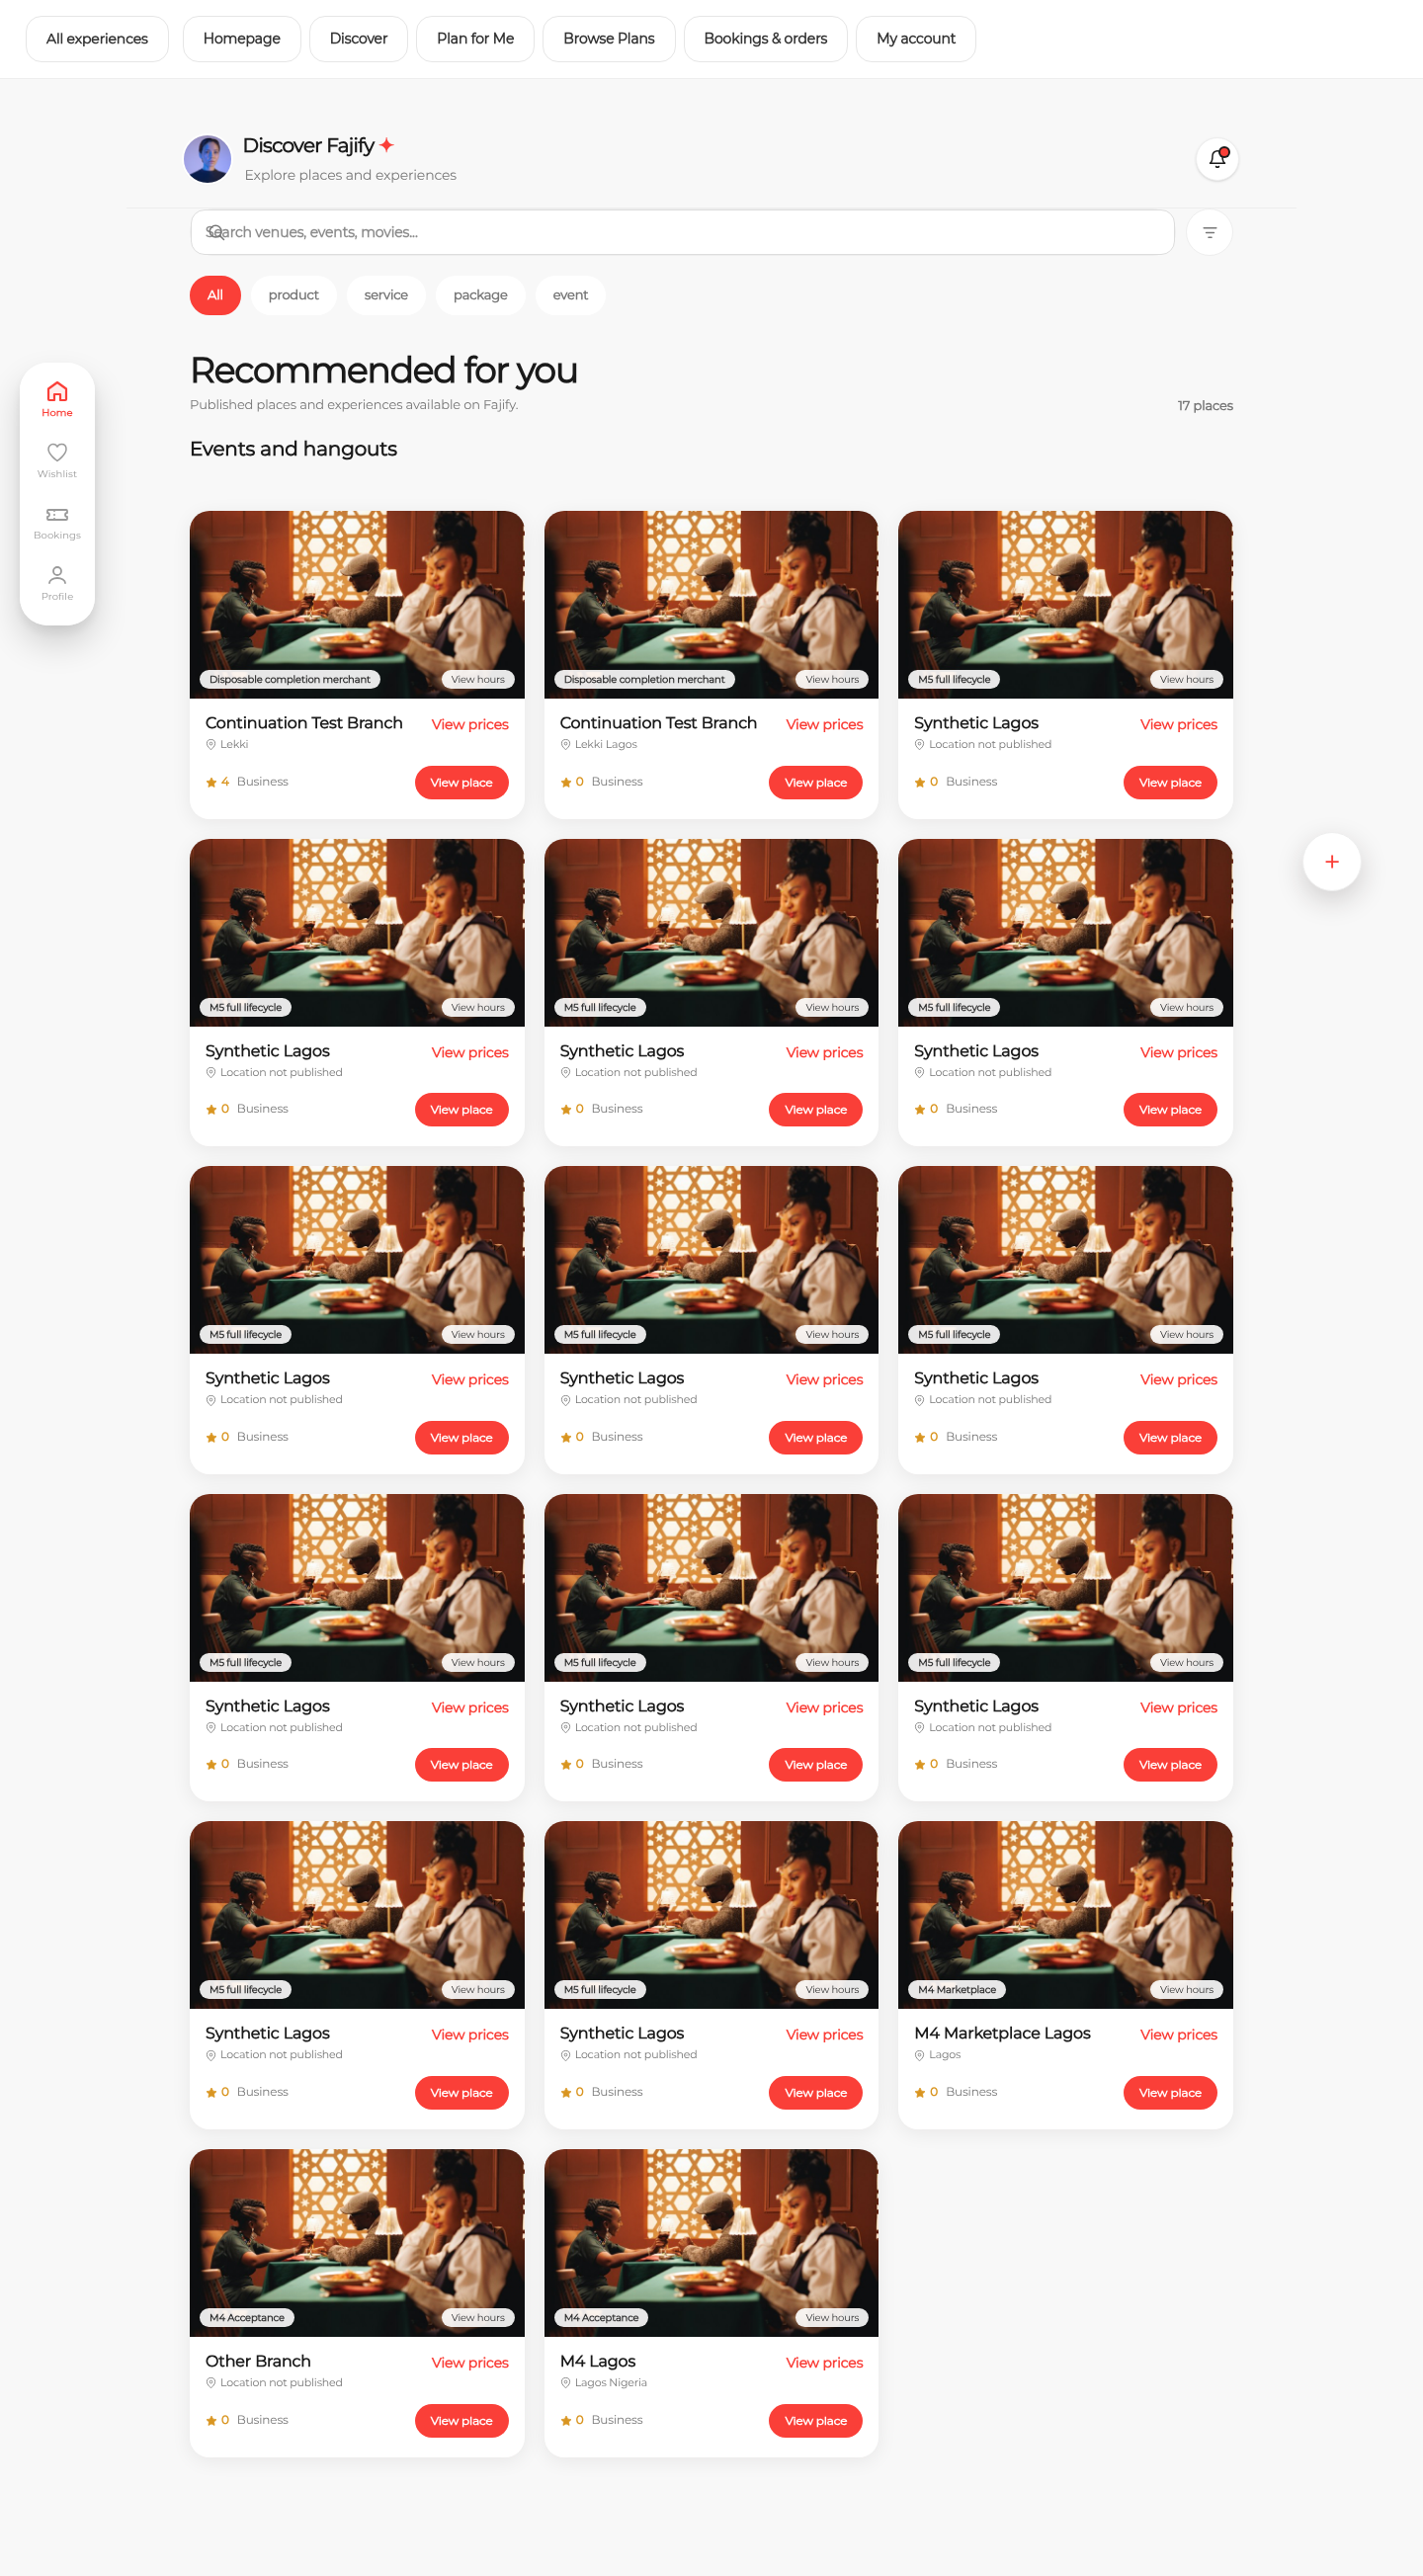 All experiences Homepage Discover Plan for Me Browse Plans Bookings & orders My account
Discover Fajify
Explore places and experiences
Search venues, events, movies...
All product service package event
Recommended for you
Published places and experiences available on Fajify.
17 places
Home
Wishlist
Bookings
Profile
Events and hangouts
Disposable completion merchant View hours Disposable completion merchant View hours M5 full lifecycle View hours
Continuation Test Branch View prices Continuation Test Branch View prices Synthetic Lagos View prices
Lekki Lekki Lagos Location not published
4 Business View place 0 Business View place 0 Business View place
M5 full lifecycle View hours M5 full lifecycle View hours M5 full lifecycle View hours
Synthetic Lagos View prices Synthetic Lagos View prices Synthetic Lagos View prices
Location not published Location not published Location not published
0 Business View place 0 Business View place 0 Business View place
M5 full lifecycle View hours M5 full lifecycle View hours M5 full lifecycle View hours
Synthetic Lagos View prices Synthetic Lagos View prices Synthetic Lagos View prices
Location not published Location not published Location not published
0 Business View place 0 Business View place 0 Business View place
M5 full lifecycle View hours M5 full lifecycle View hours M5 full lifecycle View hours
Synthetic Lagos View prices Synthetic Lagos View prices Synthetic Lagos View prices
Location not published Location not published Location not published
0 Business View place 0 Business View place 0 Business View place
M5 full lifecycle View hours M5 full lifecycle View hours M4 Marketplace View hours
Synthetic Lagos View prices Synthetic Lagos View prices M4 Marketplace Lagos View prices
Location not published Location not published Lagos
0 Business View place 0 Business View place 0 Business View place
M4 Acceptance View hours M4 Acceptance View hours
Other Branch View prices M4 Lagos View prices
Location not published Lagos Nigeria
0 Business View place 0 Business View place